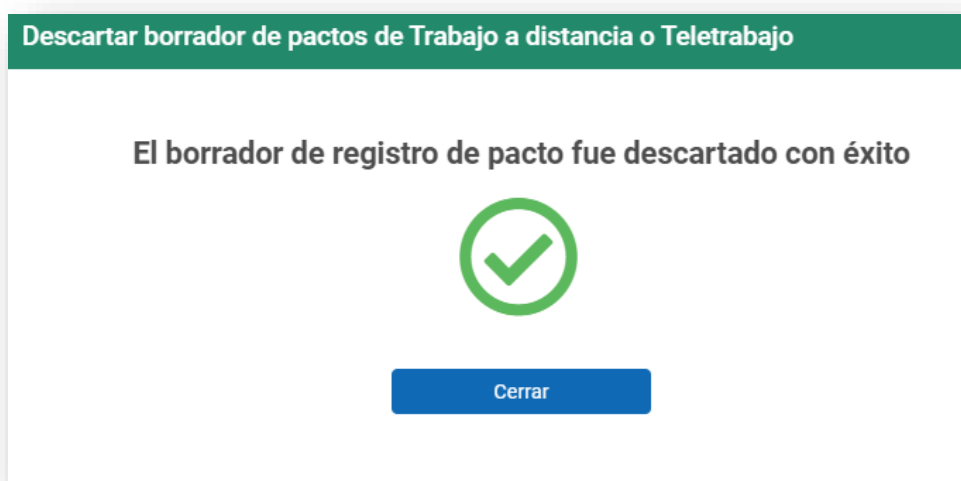 Descartar borrador de pactos de Trabajo a distancia o Teletrabajo
El borrador de registro de pacto fue descartado con éxito
Cerrar